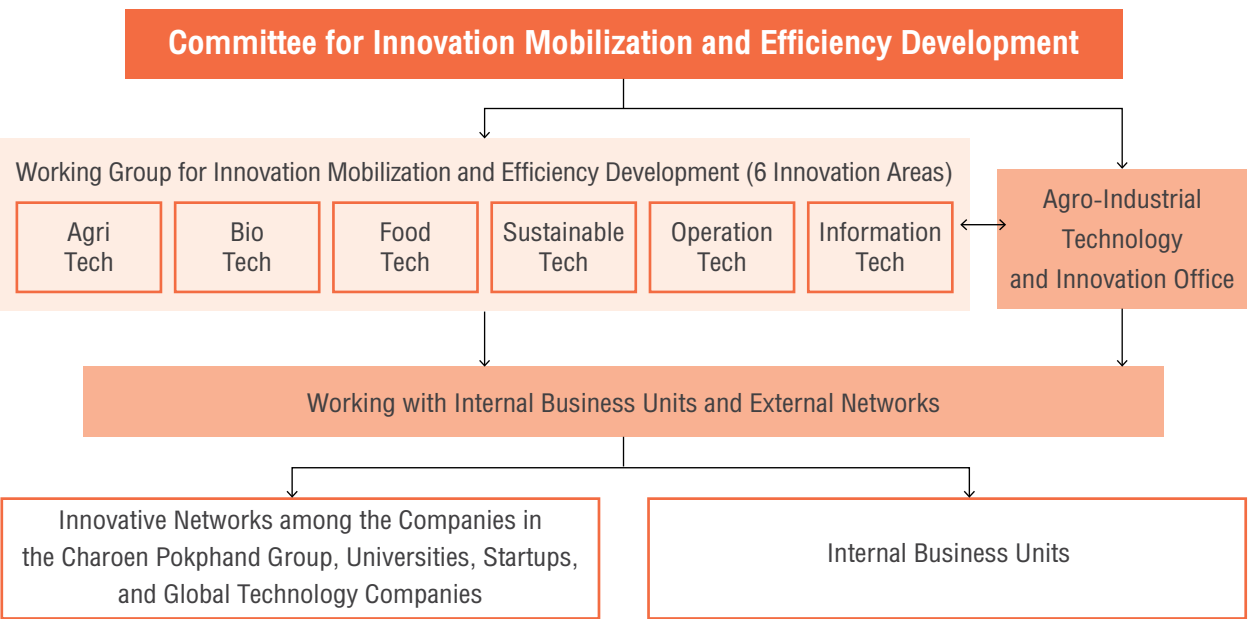 Committee for Innovation Mobilization and Efficiency Development
Working Group for Innovation Mobilization and Efficiency Development (6 Innovation Areas)
Agri
Tech
Bio
Tech
Food
Tech
Sustainable
Tech
Operation
Tech
Information
Tech
Agro-Industrial
Technology
and Innovation Office
Working with Internal Business Units and External Networks
Innovative Networks among the Companies in
the Charoen Pokphand Group, Universities, Startups,
and Global Technology Companies
Internal Business Units